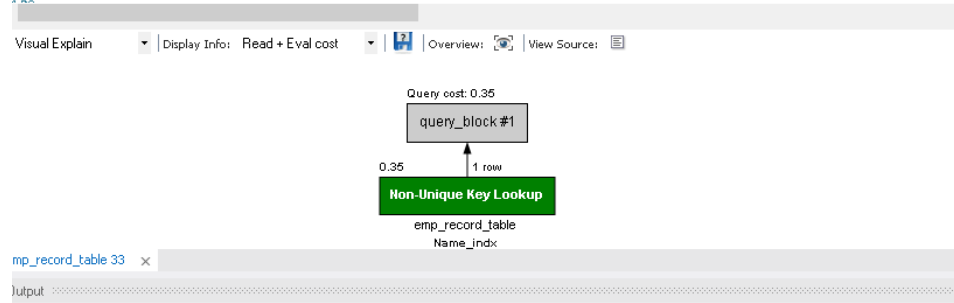 Visual Explain Display Info: Read + Eval cost Overview: View Source:
Query cost: 0.35
query_block #1
0.35 1 row
Non-Unique Key Lookup
emp_record_table
Name_indx
mp_record_table 33
utput